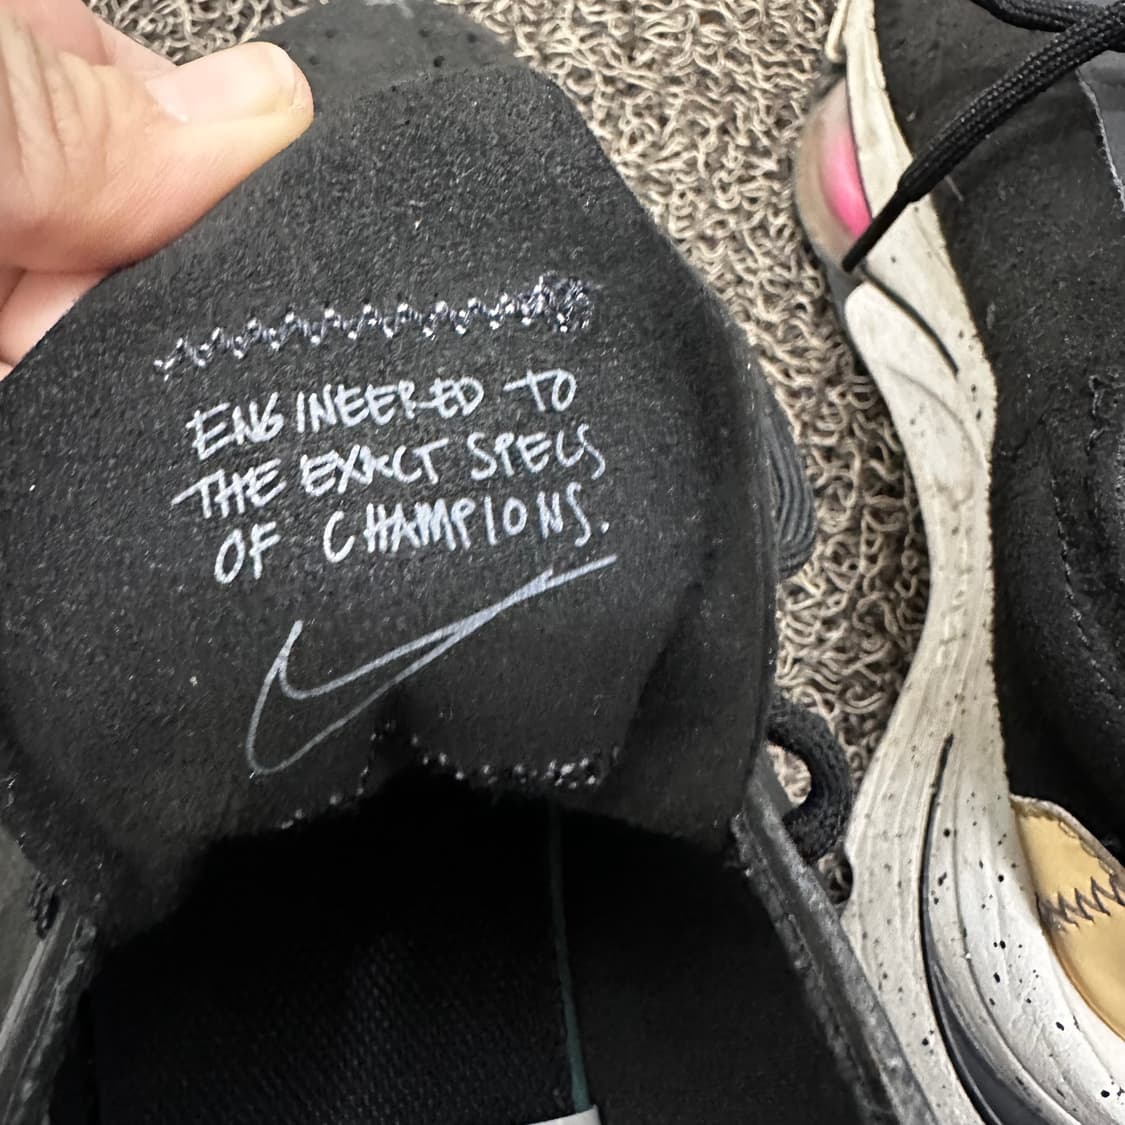 ENGINEERED TO
THE EXACT SPECS
OF CHAMPIONS.